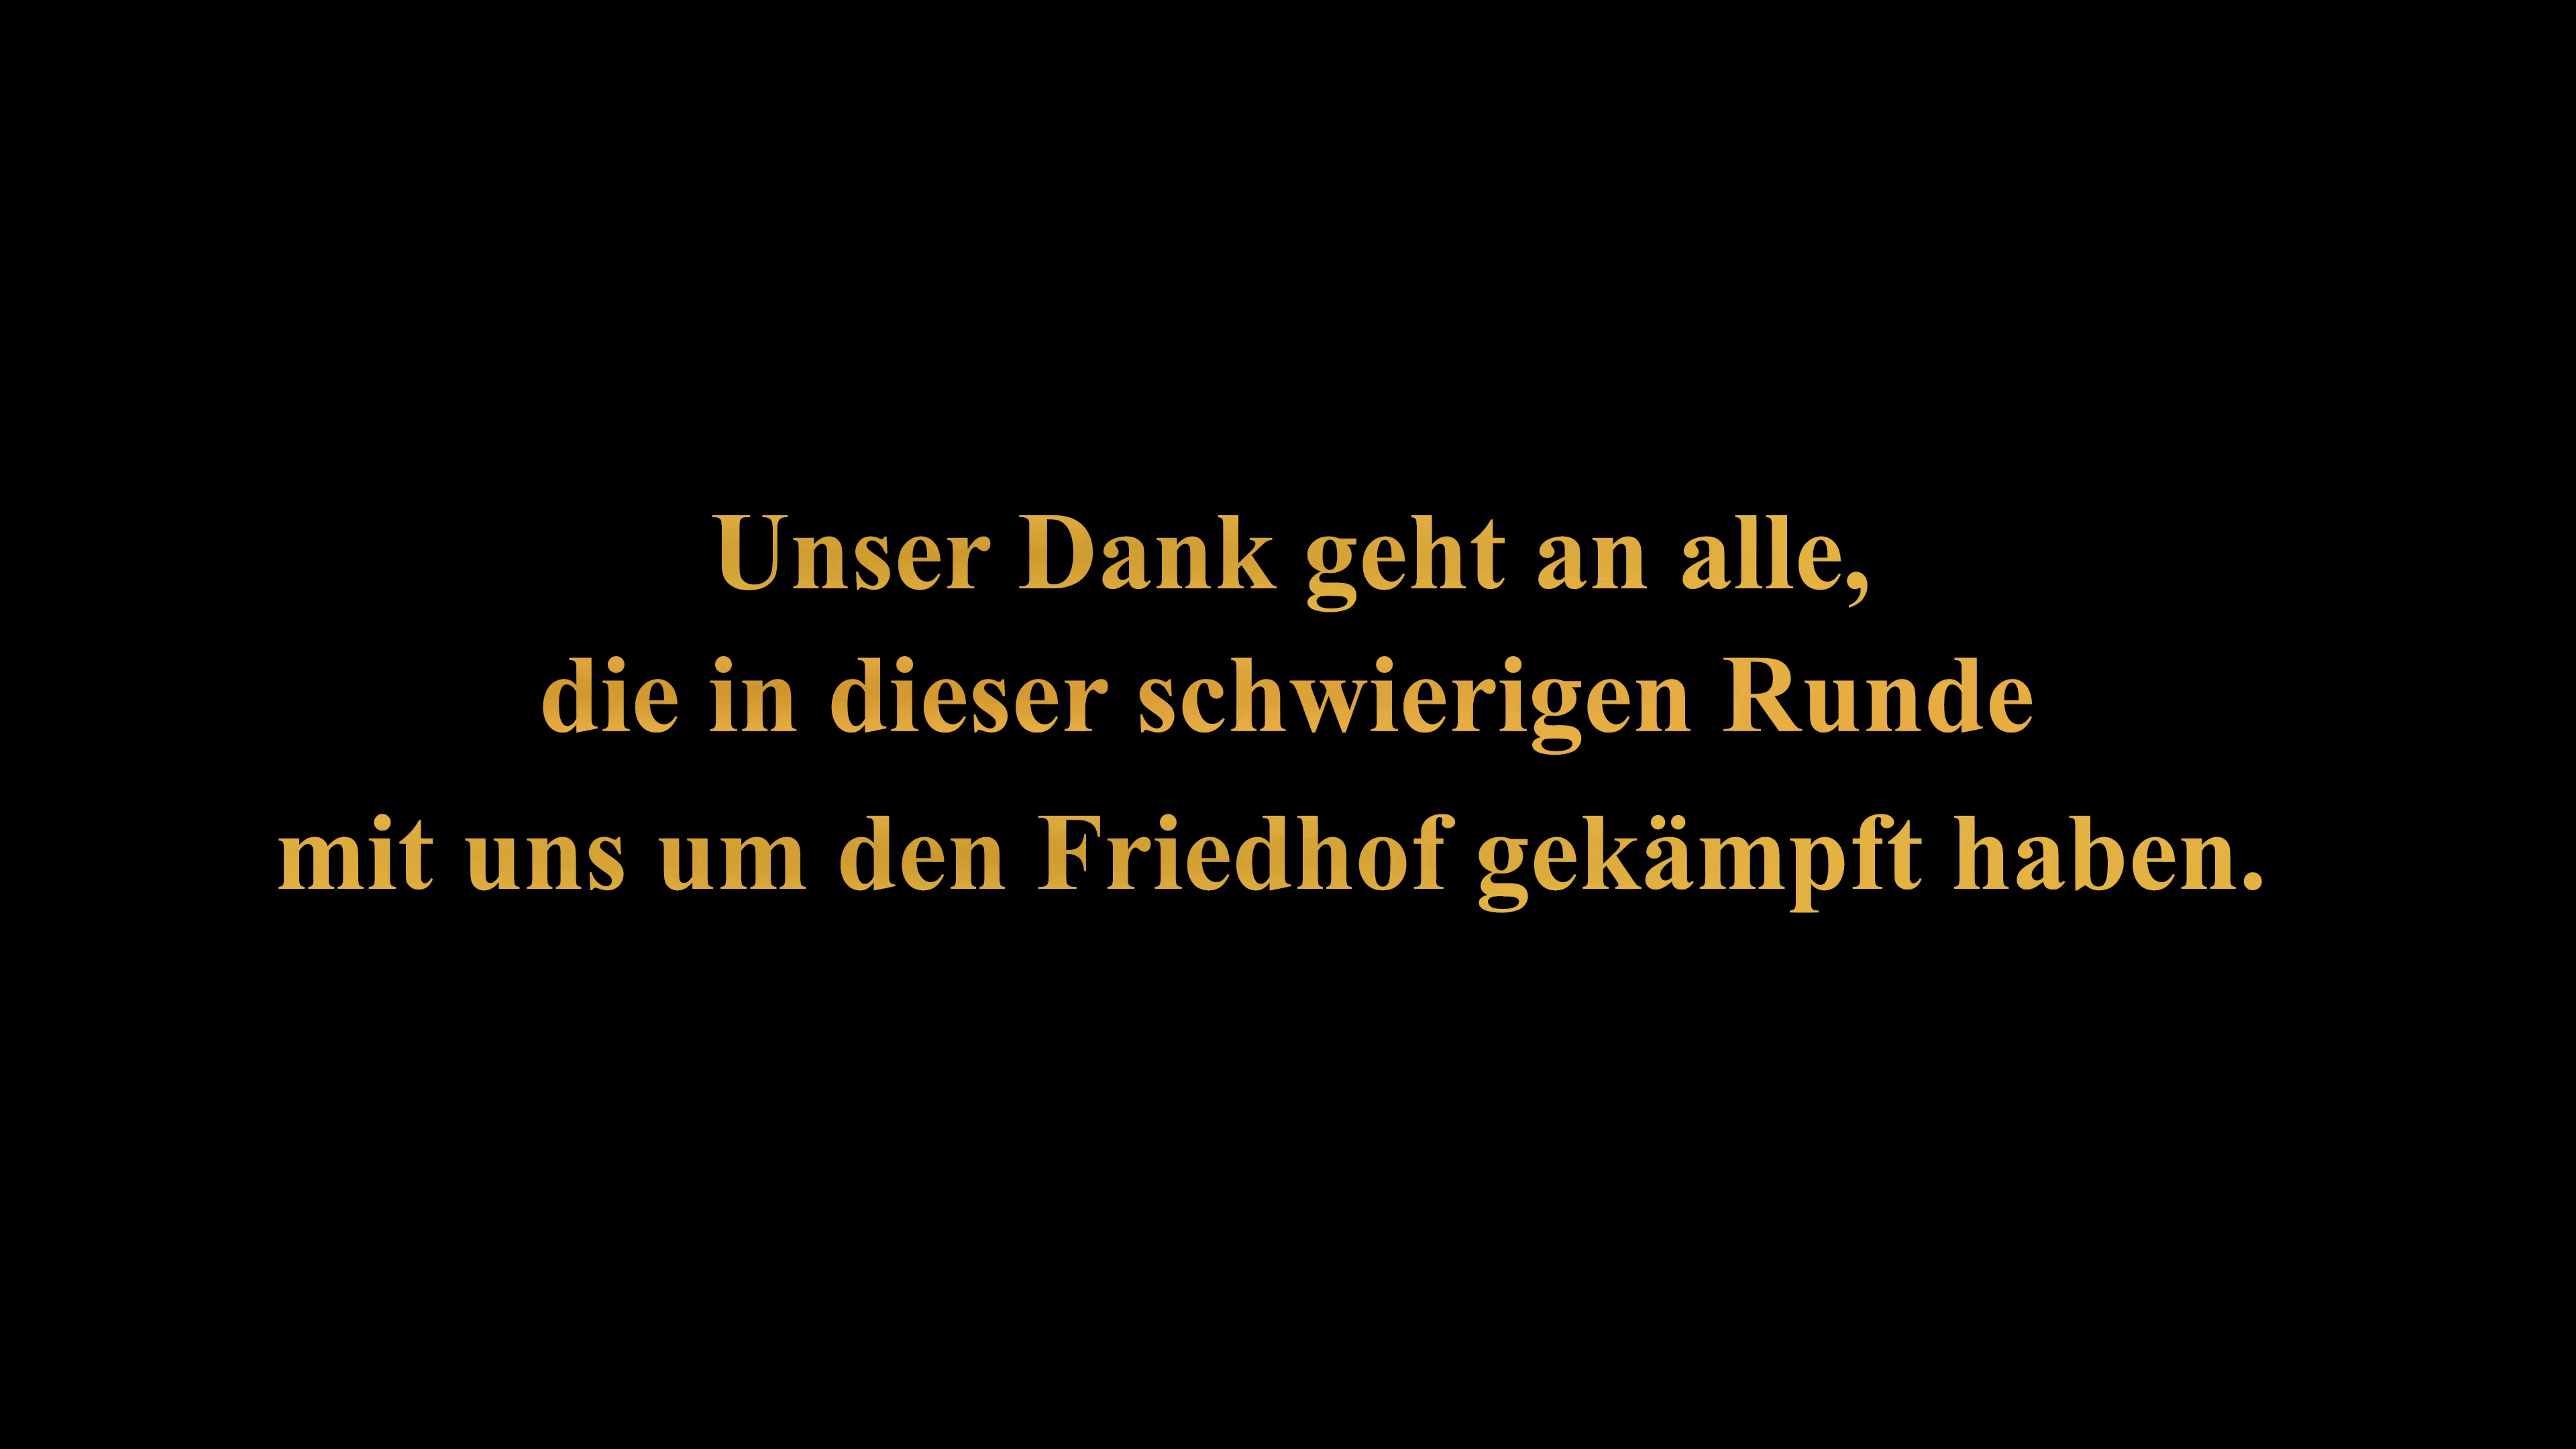 Unser Dank geht an alle,
die in dieser schwierigen Runde
mit uns um den Friedhof gekämpft haben.